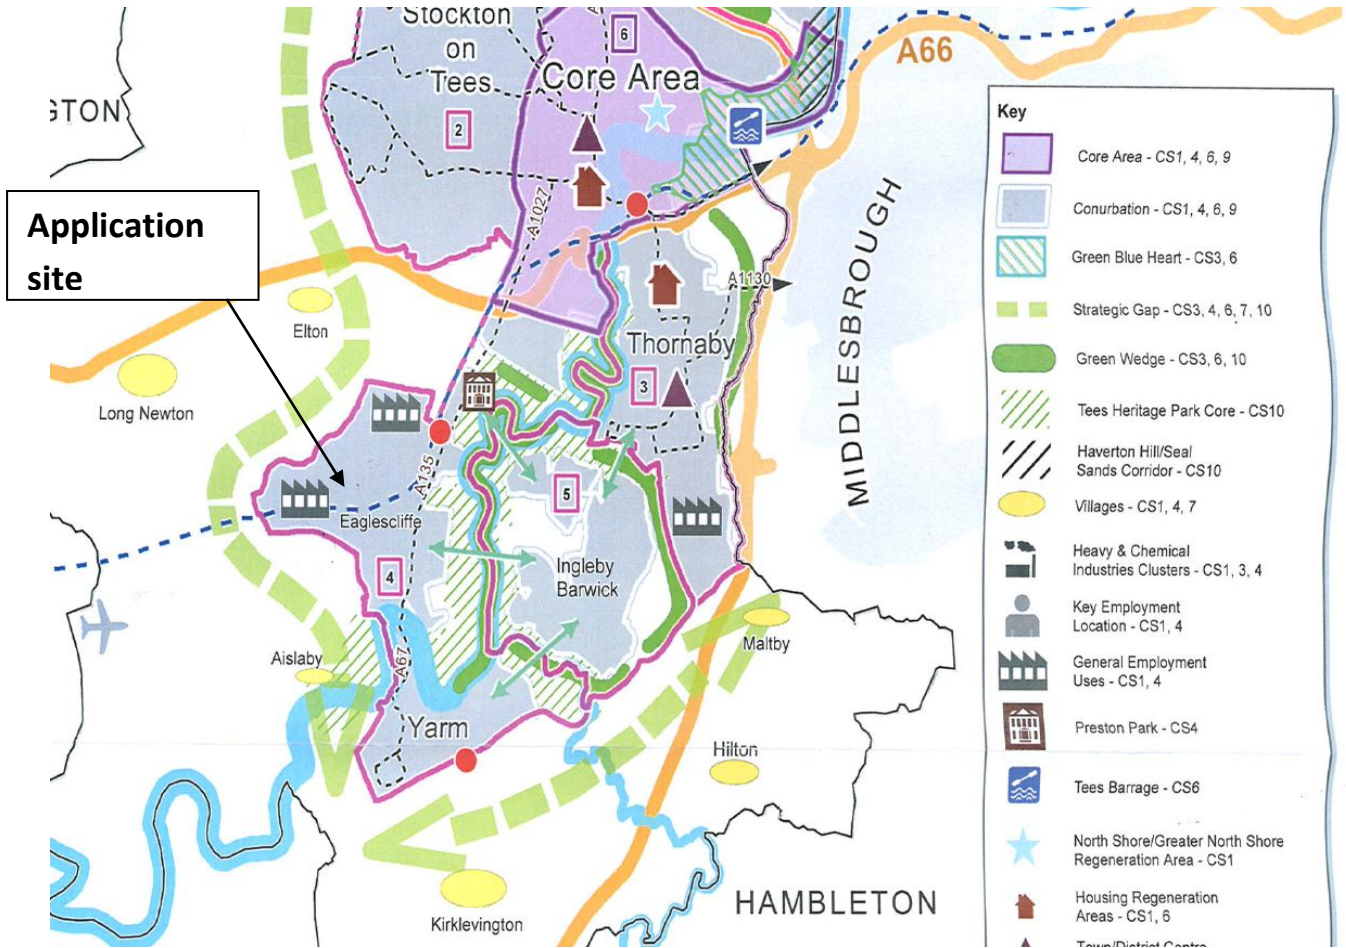 Stockton
on
Tees
6
Core Area
A66
GTON
2
Application
site
A1027
Elton
Long Newton
A1130
Thornaby
3
MIDDLESBROUGH
A135
Eaglescliffe
5
4
Ingleby
Barwick
Aislaby
A67
Maltby
Yarm
Hilton
Kirklevington
HAMBLETON
Key
Core Area - CS1, 4, 6, 9
Conurbation - CS1, 4, 6, 9
Green Blue Heart - CS3, 6
Strategic Gap - CS3, 4, 6, 7, 10
Green Wedge - CS3, 6, 10
Tees Heritage Park Core - CS10
Haverton Hill/Seal
Sands Corridor - CS10
Villages - CS1, 4, 7
Heavy & Chemical
Industries Clusters - CS1, 3, 4
Key Employment
Location - CS1, 4
General Employment
Uses - CS1, 4
Preston Park - CS4
Tees Barrage - CS6
North Shore/Greater North Shore
Regeneration Area - CS1
Housing Regeneration
Areas - CS1, 6
Town/District Centre